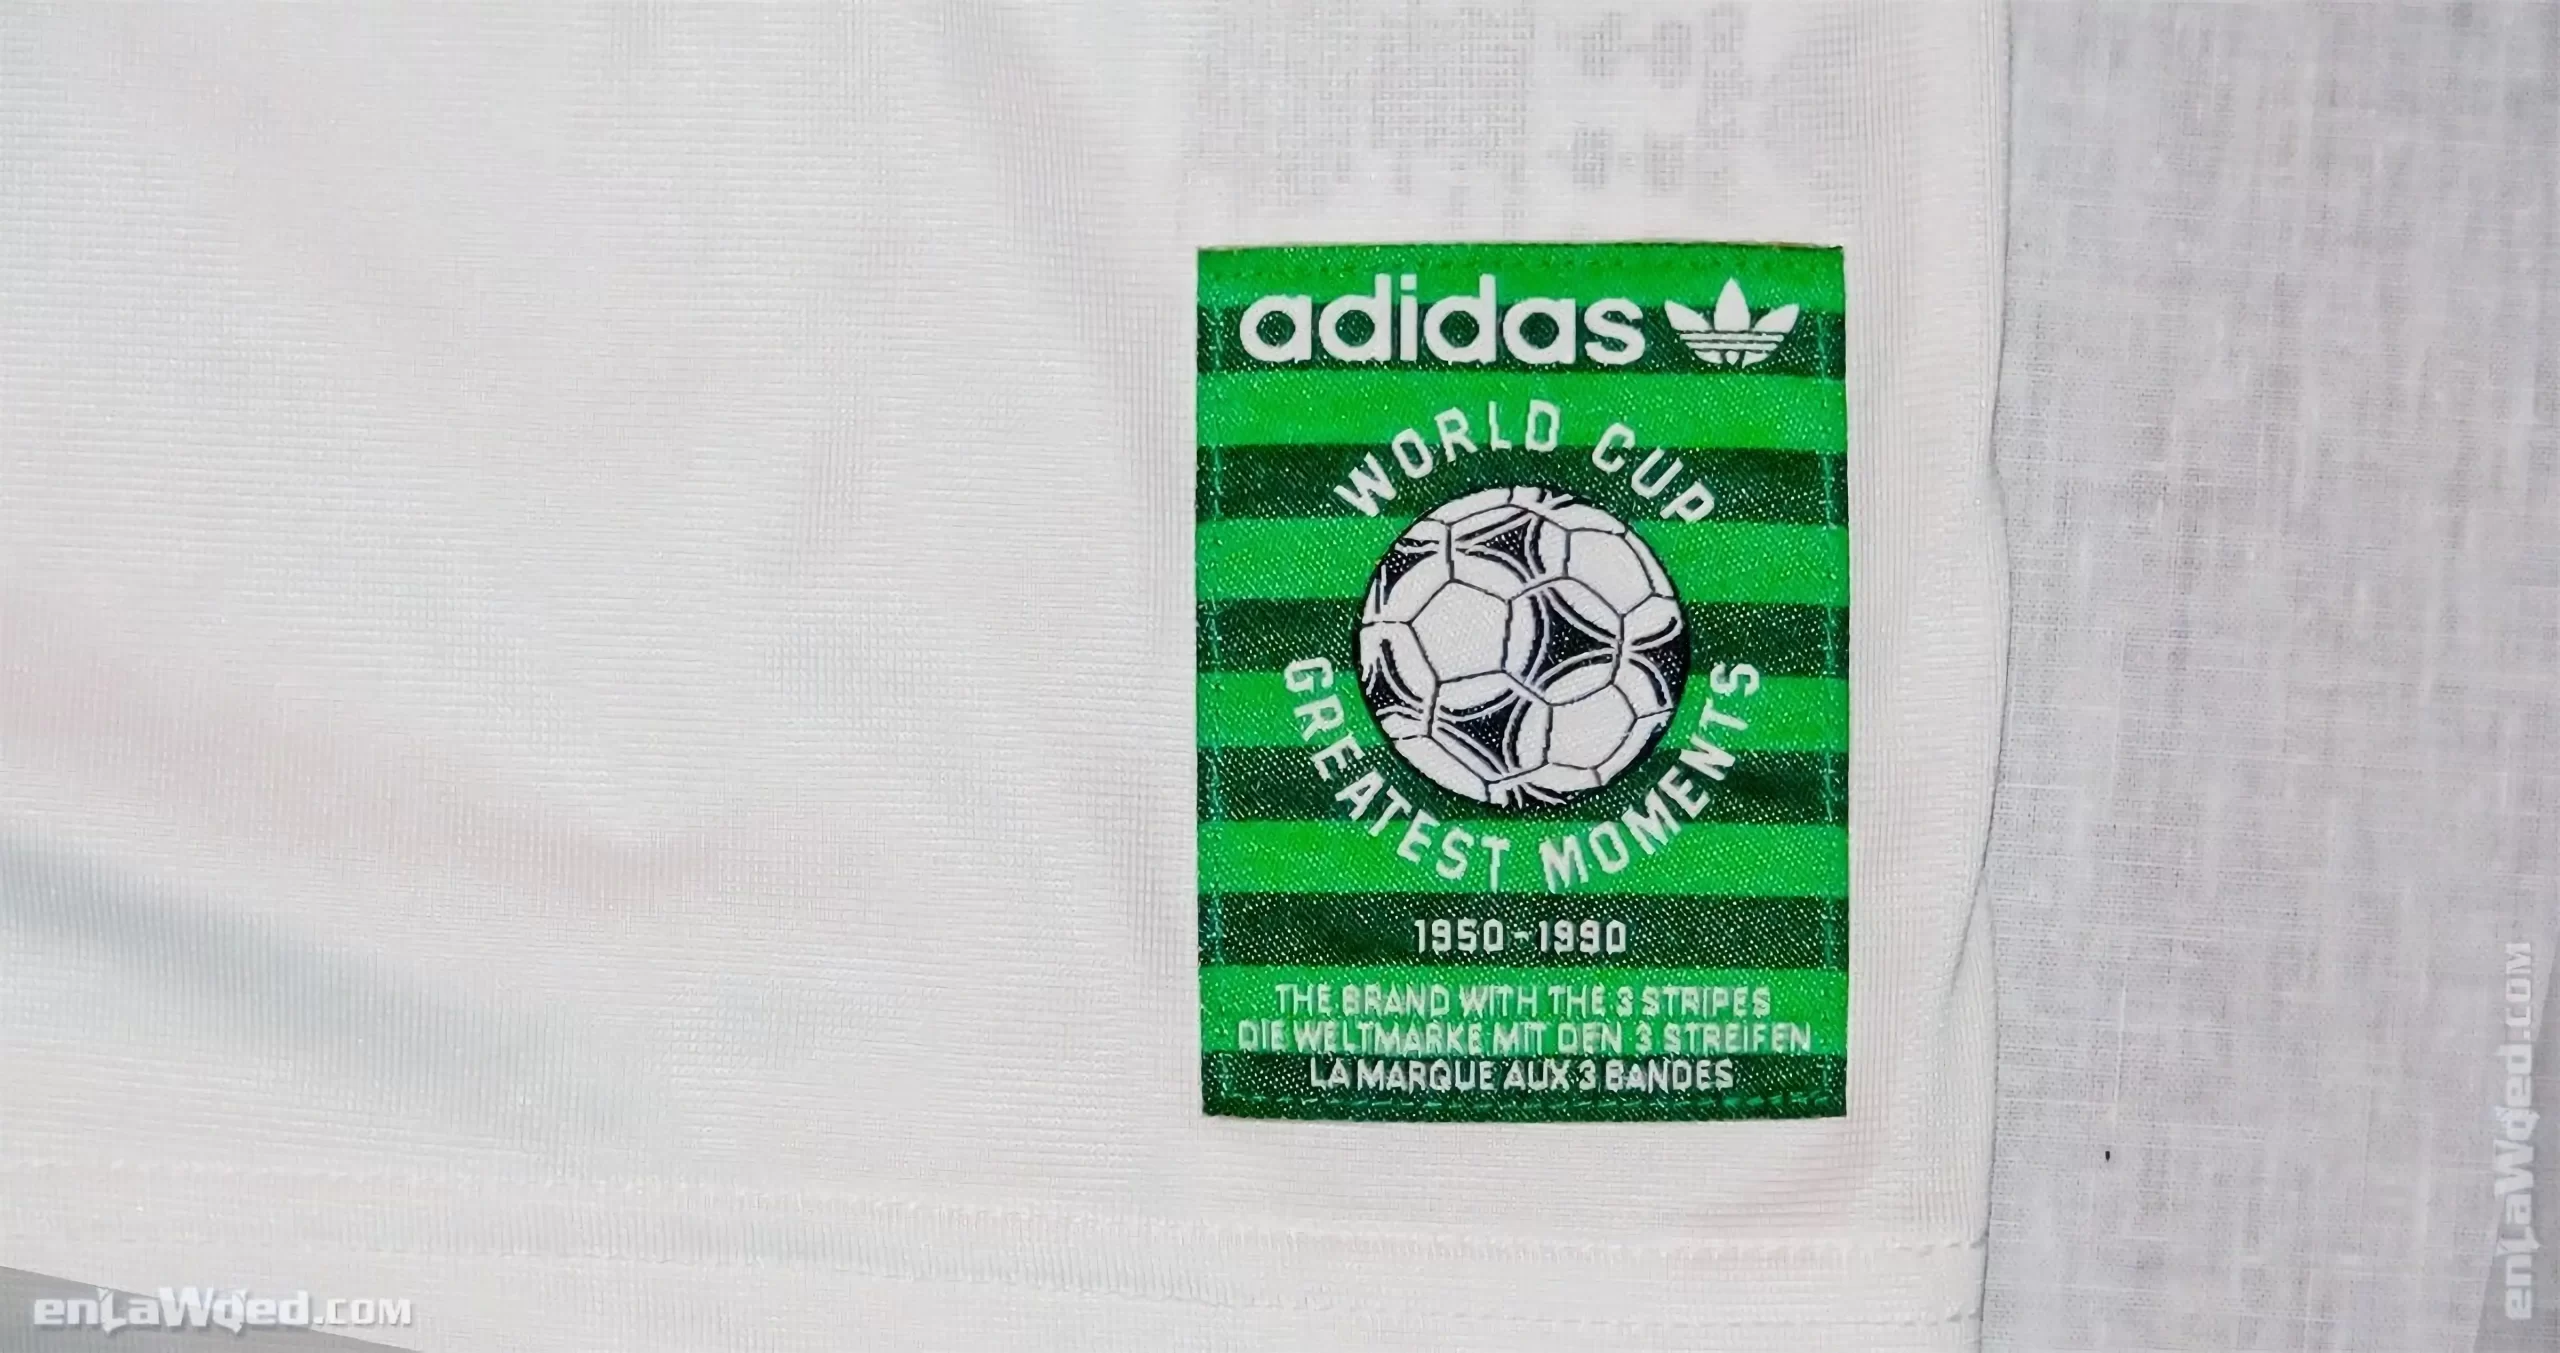 adidas
WORLD CUP
GREATEST MOMENTS
1950-1990
THE BRAND WITH THE 3 STRIPES
DIE WELTMARKE MIT DEN 3 STREIFEN
LA MARQUE AUX 3 BANDES
enLaWded.com
enLaWded.com